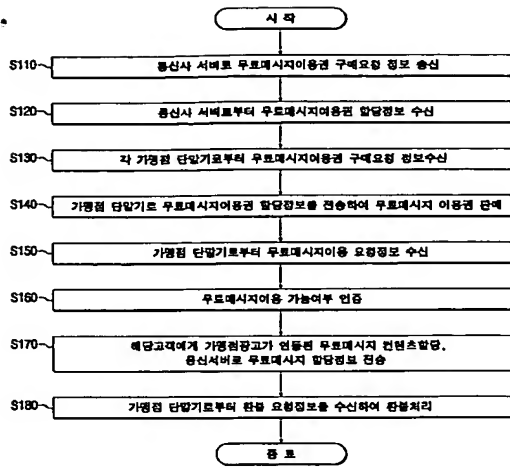 시 작
S110
통신사 서버로 무료메시지이용권 구매요청 정보 송신
S120
통신사 서버로부터 무료메시지이용권 할당정보 수신
S130
각 가맹점 단말기로부터 무료메시지이용권 구매요청 정보수신
S140
가맹점 단말기로 무료메시지이용권 할당정보를 전송하여 무료메시지 이용권 판매
S150
가맹점 단말기로부터 무료메시지이용 요청정보 수신
S160
무료메시지이용 가능여부 인증
S170
해당고객에게 가맹점광고가 연동된 무료메시지 컨텐츠할당,
통신서버로 무료메시지 할당정보 전송
S180
가맹점 단말기로부터 환불 요청정보를 수신하여 환불처리
종 료